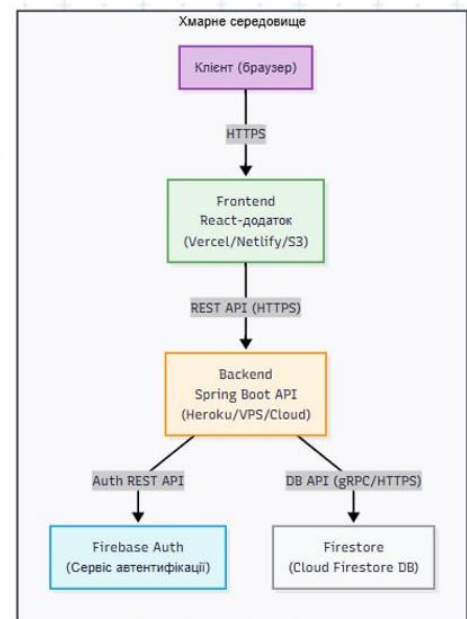 Хмарне середовище
Клієнт (браузер)
HTTPS
Frontend
React-додаток
(Vercel/Netlify/S3)
REST API (HTTPS)
Backend
Spring Boot API
(Heroku/VPS/Cloud)
Auth REST API
DB API (gRPC/HTTPS)
Firebase Auth
(Сервіс автентифікації)
Firestore
(Cloud Firestore DB)